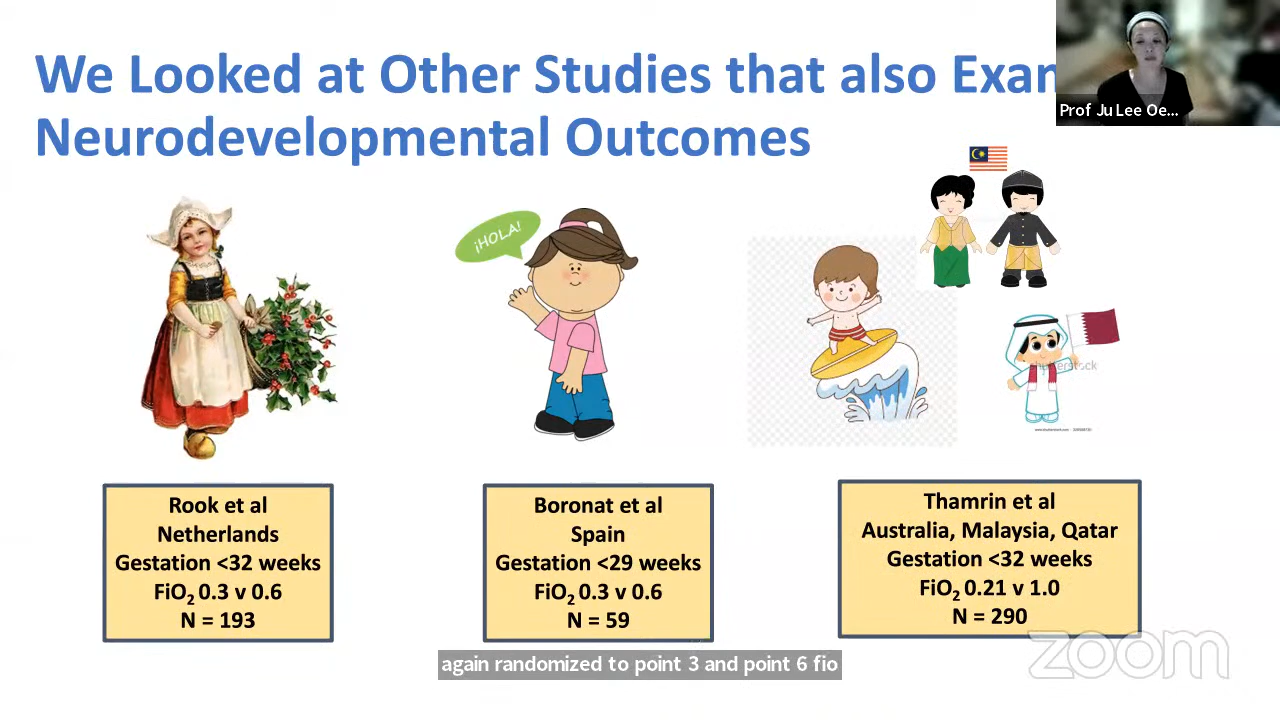 We Looked at Other Studies that also Exan
Neurodevelopmental Outcomes
Prof Ju Lee Oe...
¡HOLA!
shutterstock
Rook et al
Netherlands
Gestation <32 weeks
FiO2 0.3 v 0.6
N = 193
Boronat et al
Spain
Gestation <29 weeks
FiO2 0.3 v 0.6
N = 59
Thamrin et al
Australia, Malaysia, Qatar
Gestation <32 weeks
FiO2 0.21 v 1.0
N = 290
again randomized to point 3 and point 6 fio
zoom